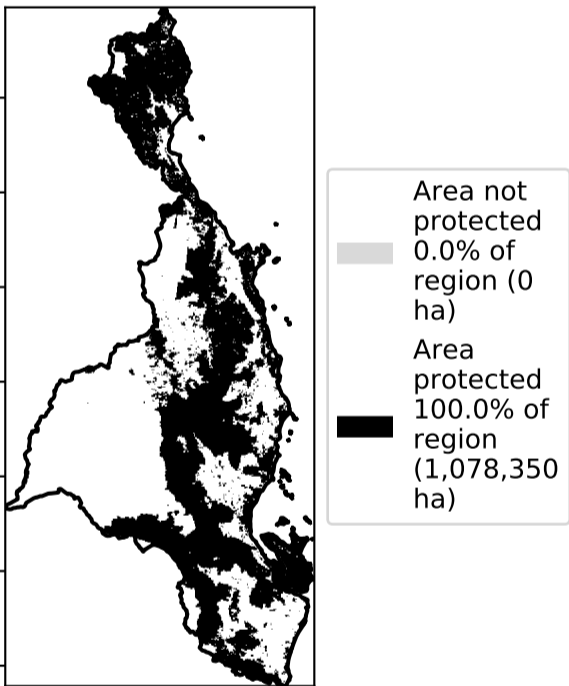 Area not
protected
0.0% of
region (0
ha)
Area
protected
100.0% of
region
(1,078,350
ha)